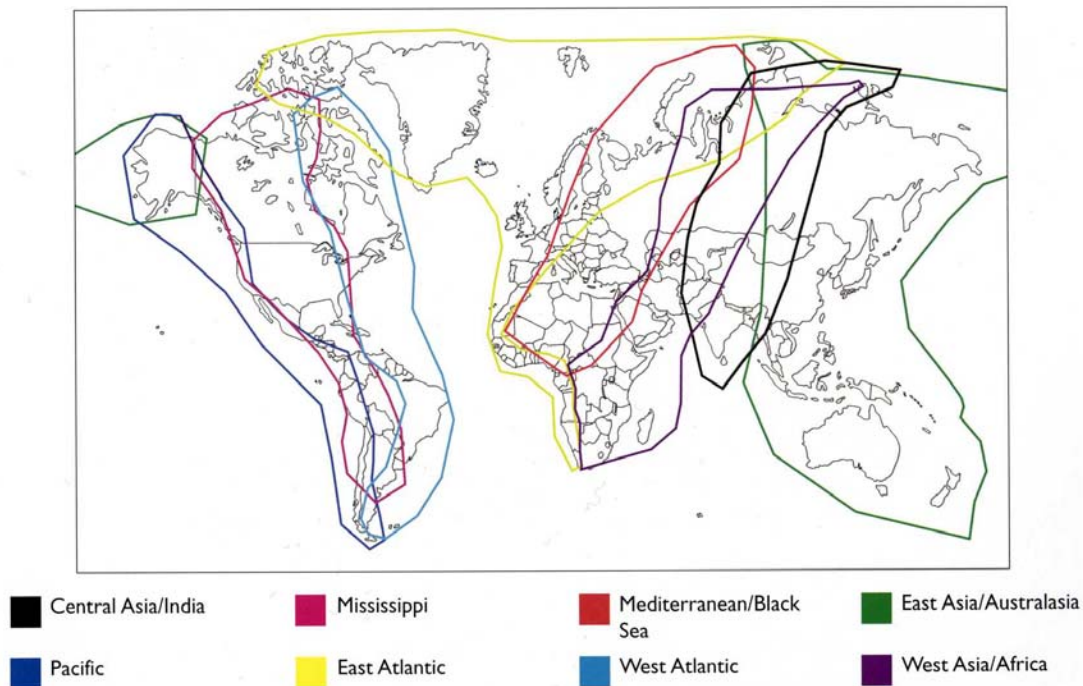 Central Asia/India
Mississippi
Mediterranean/Black
Sea
East Asia/Australasia
Pacific
East Atlantic
West Atlantic
West Asia/Africa